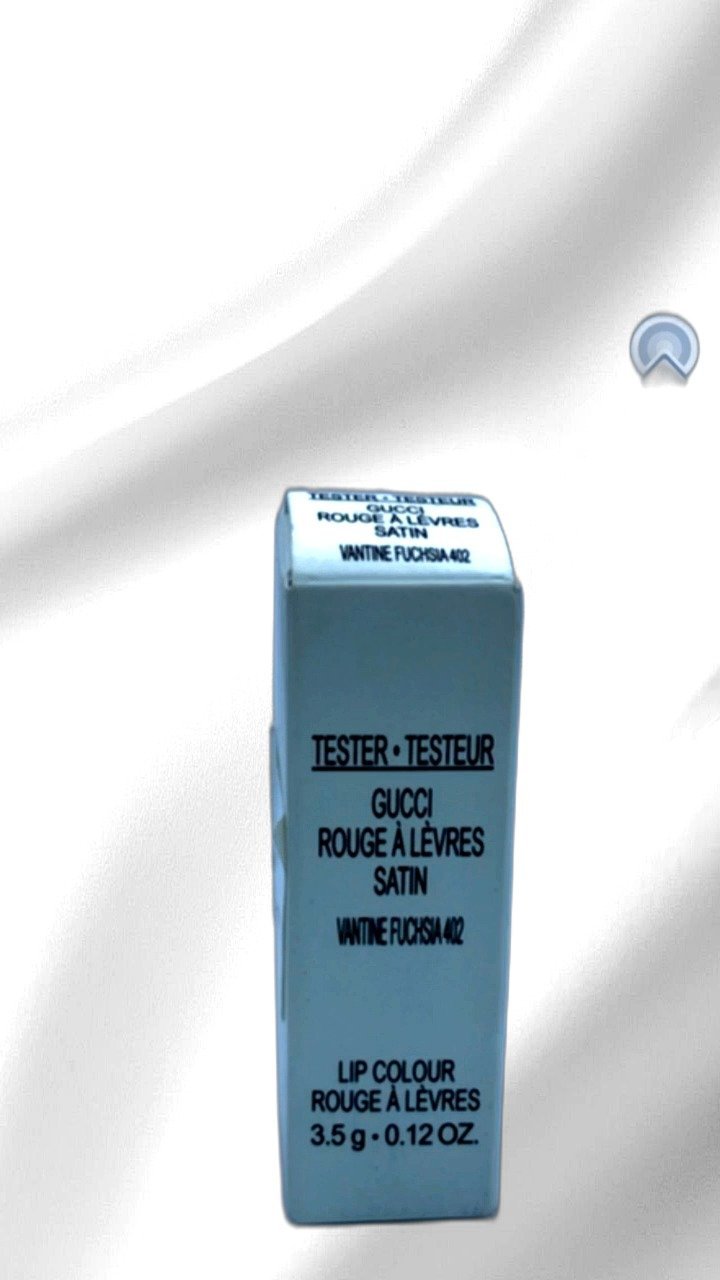 TESTER • TESTEUR
GUCCI
ROUGE À LÈVRES
SATIN
VANTINE FUCHSIA 402
TESTER • TESTEUR
GUCCI
ROUGE À LÈVRES
SATIN
VANTINE FUCHSIA 402
LIP COLOUR
ROUGE À LÈVRES
3.5 g • 0.12 OZ.